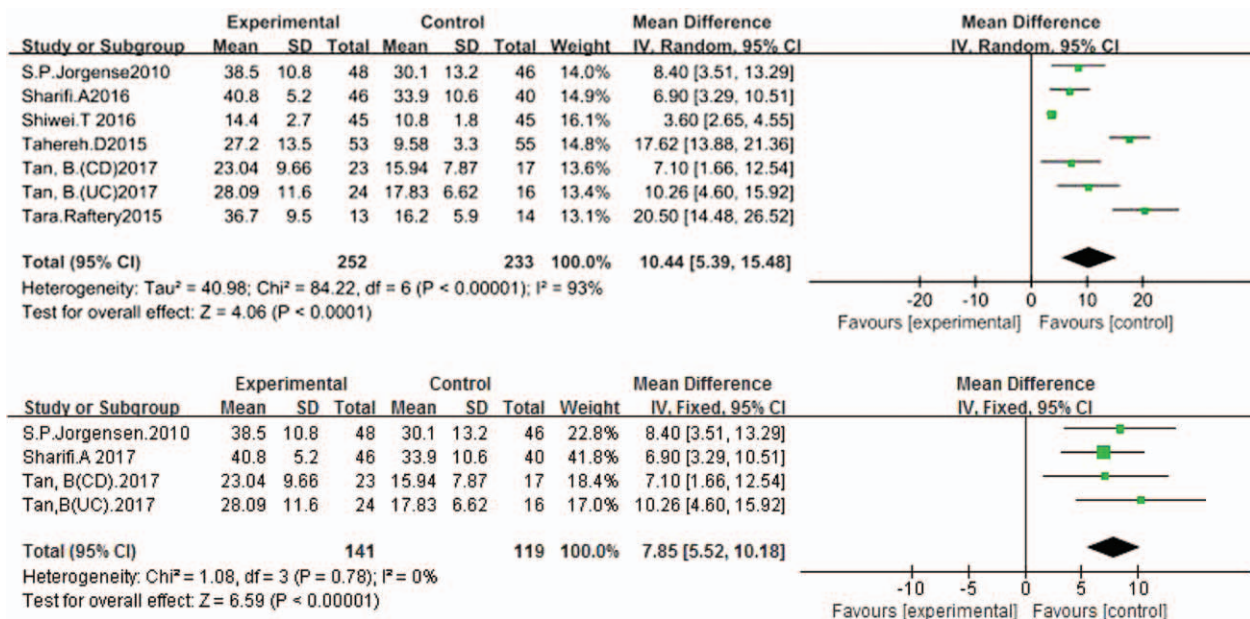 Experimental Control Mean Difference Mean Difference
Study or Subgroup Mean SD Total Mean SD Total Weight IV, Random, 95% CI IV, Random, 95% CI
S.P.Jorgense2010 38.5 10.8 48 30.1 13.2 46 14.0% 8.40 [3.51, 13.29]
Sharifi.A2016 40.8 5.2 46 33.9 10.6 40 14.9% 6.90 [3.29, 10.51]
Shiwei.T 2016 14.4 2.7 45 10.8 1.8 45 16.1% 3.60 [2.65, 4.55]
Tahereh.D2015 27.2 13.5 53 9.58 3.3 55 14.8% 17.62 [13.88, 21.36]
Tan, B.(CD)2017 23.04 9.66 23 15.94 7.87 17 13.6% 7.10 [1.66, 12.54]
Tan, B.(UC)2017 28.09 11.6 24 17.83 6.62 16 13.4% 10.26 [4.60, 15.92]
Tara.Raftery2015 36.7 9.5 13 16.2 5.9 14 13.1% 20.50 [14.48, 26.52]
Total (95% CI) 252 233 100.0% 10.44 [5.39, 15.48]
Heterogeneity: Tau² = 40.98; Chi² = 84.22, df = 6 (P < 0.00001); I² = 93%
Test for overall effect: Z = 4.06 (P < 0.0001)
-20 -10 0 10 20
Favours [experimental] Favours [control]
Experimental Control Mean Difference Mean Difference
Study or Subgroup Mean SD Total Mean SD Total Weight IV, Fixed, 95% CI IV, Fixed, 95% CI
S.P.Jorgensen.2010 38.5 10.8 48 30.1 13.2 46 22.8% 8.40 [3.51, 13.29]
Sharifi.A 2017 40.8 5.2 46 33.9 10.6 40 41.8% 6.90 [3.29, 10.51]
Tan, B(CD).2017 23.04 9.66 23 15.94 7.87 17 18.4% 7.10 [1.66, 12.54]
Tan,B(UC).2017 28.09 11.6 24 17.83 6.62 16 17.0% 10.26 [4.60, 15.92]
Total (95% CI) 141 119 100.0% 7.85 [5.52, 10.18]
Heterogeneity: Chi² = 1.08, df = 3 (P = 0.78); I² = 0%
Test for overall effect: Z = 6.59 (P < 0.00001)
-10 -5 0 5 10
Favours [experimental] Favours [control]